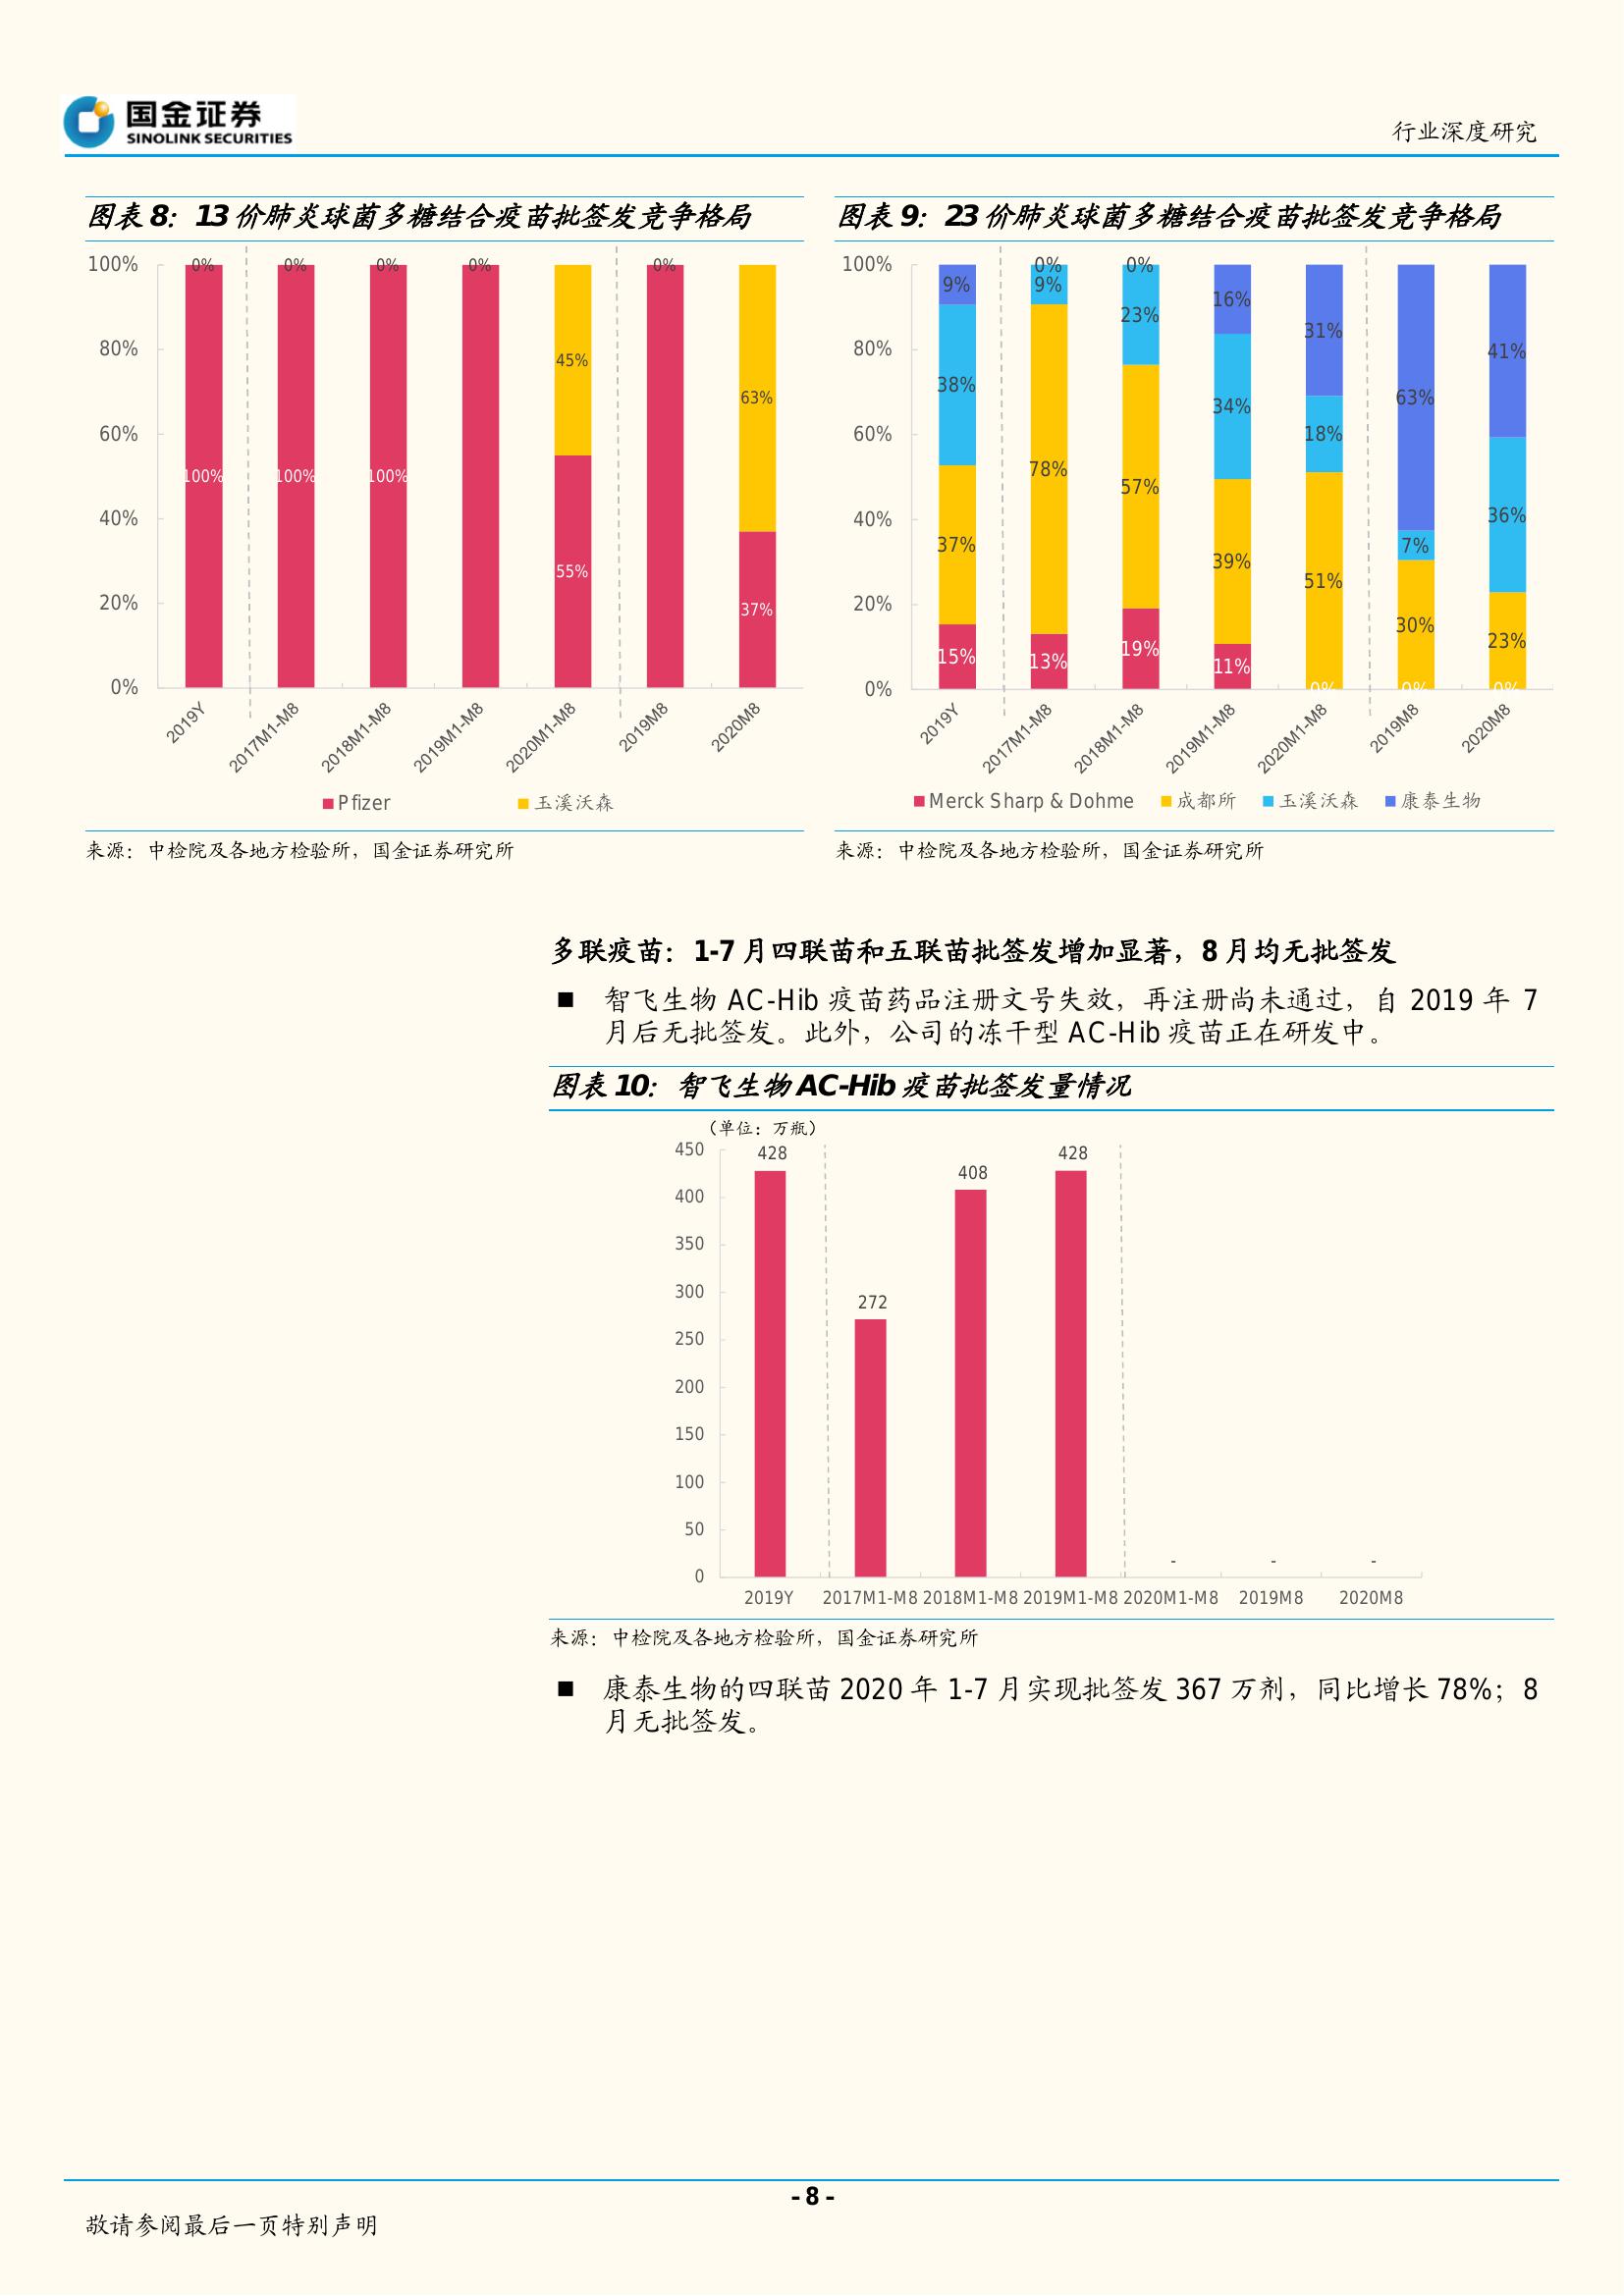 国金证券
SINOLINK SECURITIES
行业深度研究
图表 8：13 价肺炎球菌多糖结合疫苗批签发竞争格局
100%
80%
60%
40%
20%
0%
0% 0% 0% 0% 0%
45%
63%
100% 100% 100%
55%
37%
2019Y 2017M1-M8 2018M1-M8 2019M1-M8 2020M1-M8 2019M8 2020M8
Pfizer 玉溪沃森
来源：中检院及各地方检验所，国金证券研究所
图表 9：23 价肺炎球菌多糖结合疫苗批签发竞争格局
100%
80%
60%
40%
20%
0%
9% 38% 37% 15%
0% 9% 78% 13%
0% 23% 57% 19%
16% 34% 39% 11%
31% 18% 51% 0%
63% 7% 30% 0%
41% 36% 23% 0%
2019Y 2017M1-M8 2018M1-M8 2019M1-M8 2020M1-M8 2019M8 2020M8
Merck Sharp & Dohme 成都所 玉溪沃森 康泰生物
来源：中检院及各地方检验所，国金证券研究所
多联疫苗：1-7 月四联苗和五联苗批签发增加显著，8 月均无批签发
■ 智飞生物 AC-Hib 疫苗药品注册文号失效，再注册尚未通过，自 2019 年 7
月后无批签发。此外，公司的冻干型 AC-Hib 疫苗正在研发中。
图表 10：智飞生物 AC-Hib 疫苗批签发量情况
（单位：万瓶）
450
400
350
300
250
200
150
100
50
0
428 272 408 428 - - -
2019Y 2017M1-M8 2018M1-M8 2019M1-M8 2020M1-M8 2019M8 2020M8
来源：中检院及各地方检验所，国金证券研究所
■ 康泰生物的四联苗 2020 年 1-7 月实现批签发 367 万剂，同比增长 78%；8
月无批签发。
- 8 -
敬请参阅最后一页特别声明